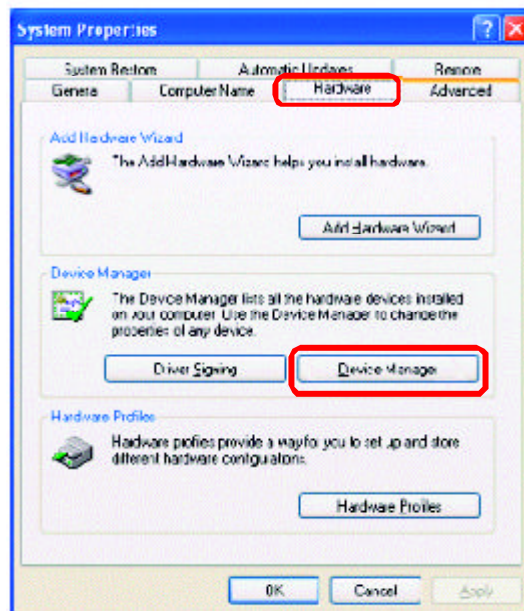 System Properties
System Restore Automatic Updates Remote
General Computer Name Hardware Advanced
Add Hardware Wizard
The Add Hardware Wizard helps you install hardware.
Add Hardware Wizard
Device Manager
The Device Manager lists all the hardware devices installed
on your computer. Use the Device Manager to change the
properties of any device.
Driver Signing Device Manager
Hardware Profiles
Hardware profiles provide a way for you to set up and store
different hardware configurations.
Hardware Profiles
OK Cancel Apply